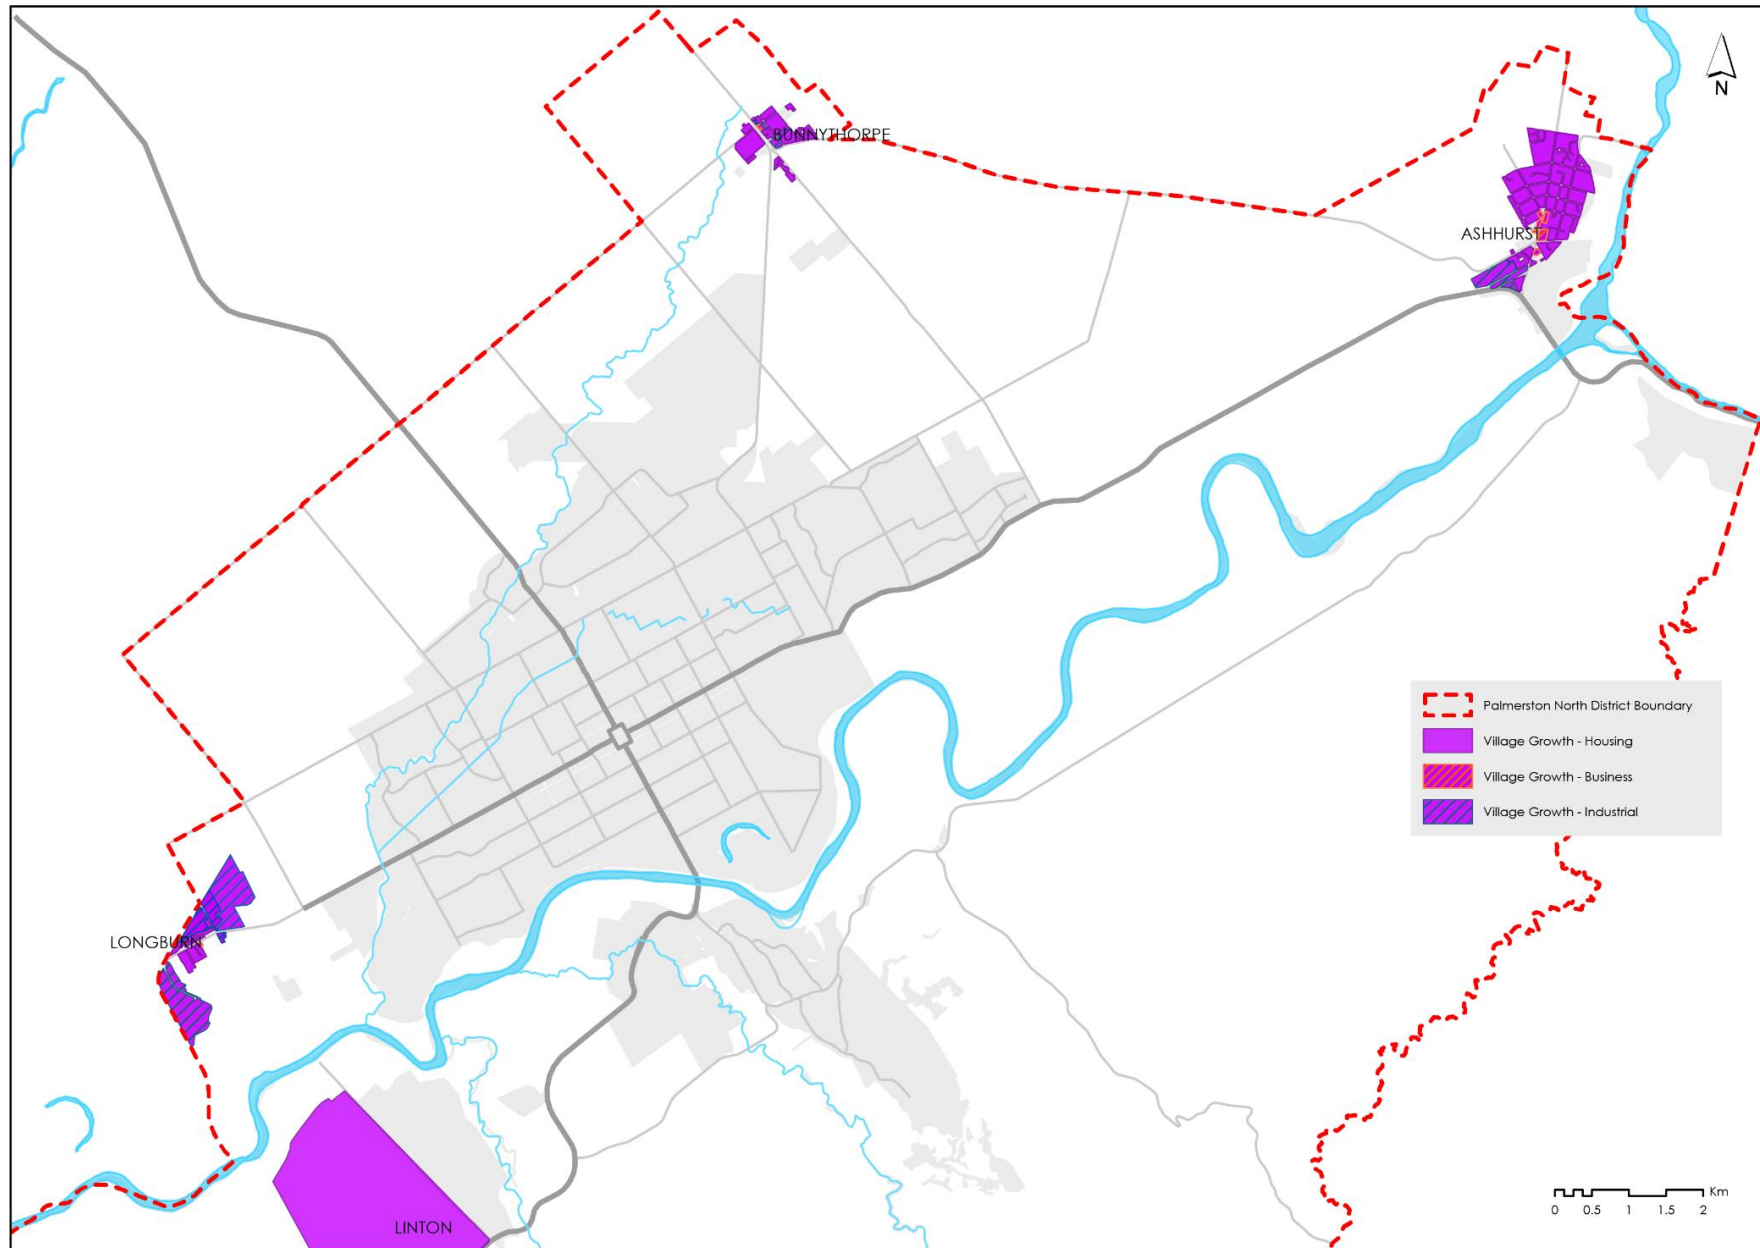 N
BUNNYTHORPE
ASHHURST
Palmerston North District Boundary
Village Growth - Housing
Village Growth - Business
Village Growth - Industrial
LONGBURN
LINTON
Km
0 0.5 1 1.5 2